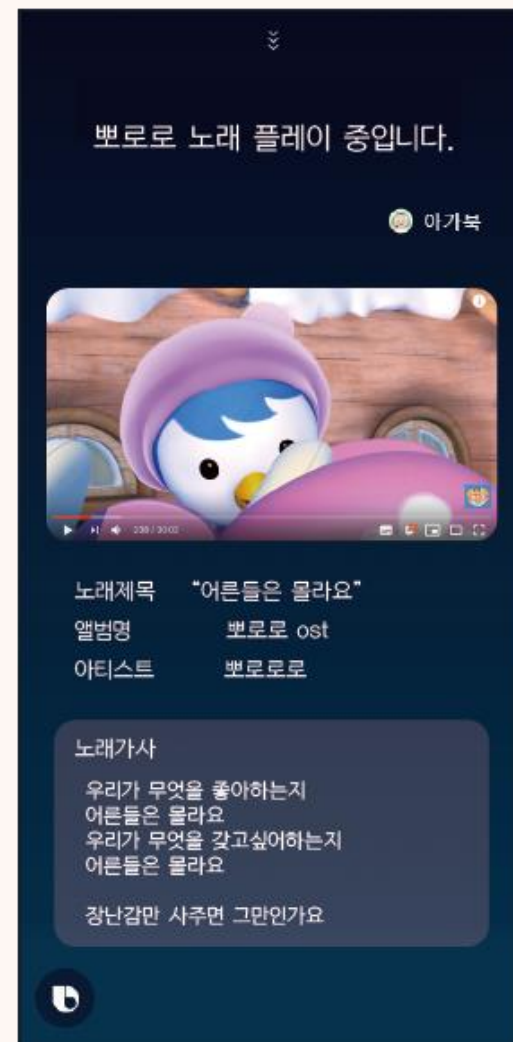 뽀로로 노래 플레이 중입니다.
아가북
노래제목 “어른들은 몰라요”
앨범명 뽀로로 ost
아티스트 뽀로로로
노래가사
우리가 무엇을 좋아하는지
어른들은 몰라요
우리가 무엇을 갖고싶어하는지
어른들은 몰라요
장난감만 사주면 그만인가요